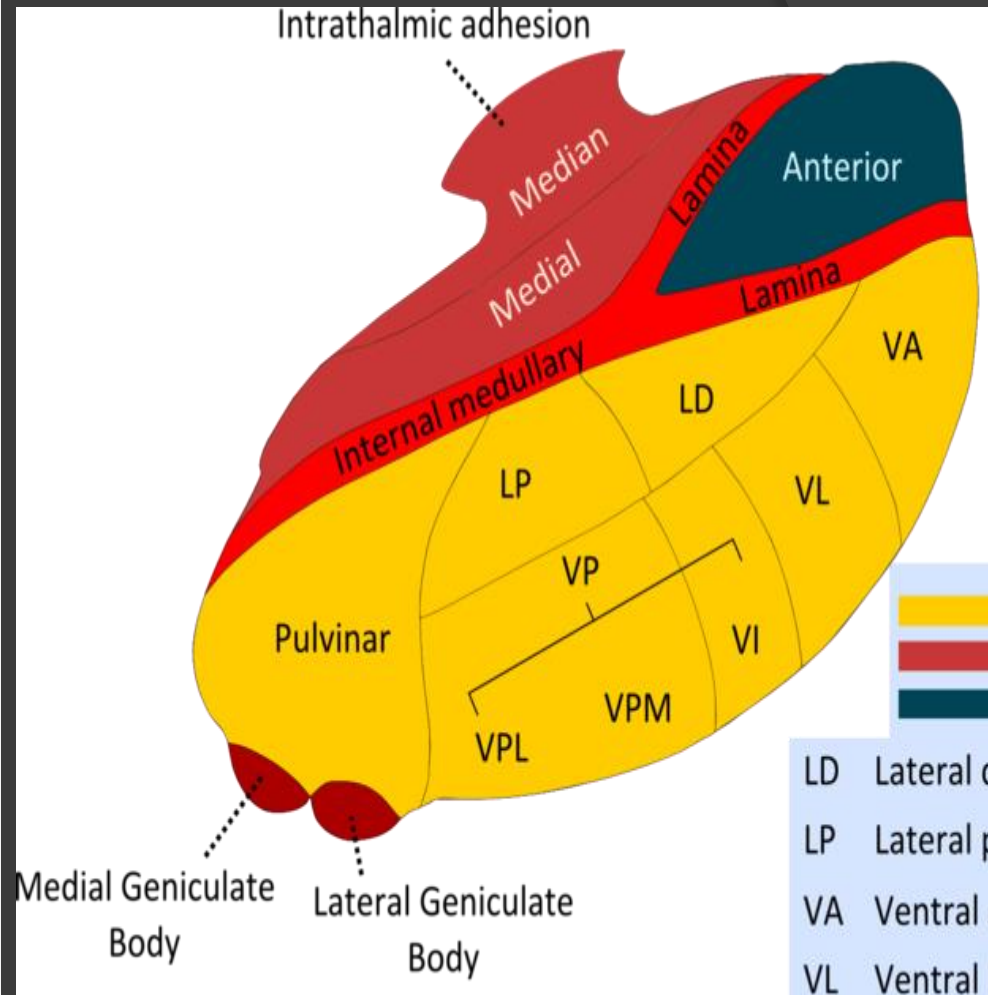 Intrathalmic adhesion
Median
Lamina
Anterior
Medial
Lamina
Internal medullary
VA
LD
LP
VL
VP
Pulvinar
VI
VPM
VPL
LD Lateral
LP Lateral
VA Ventral
VL Ventral
Medial Geniculate
Body
Lateral Geniculate
Body